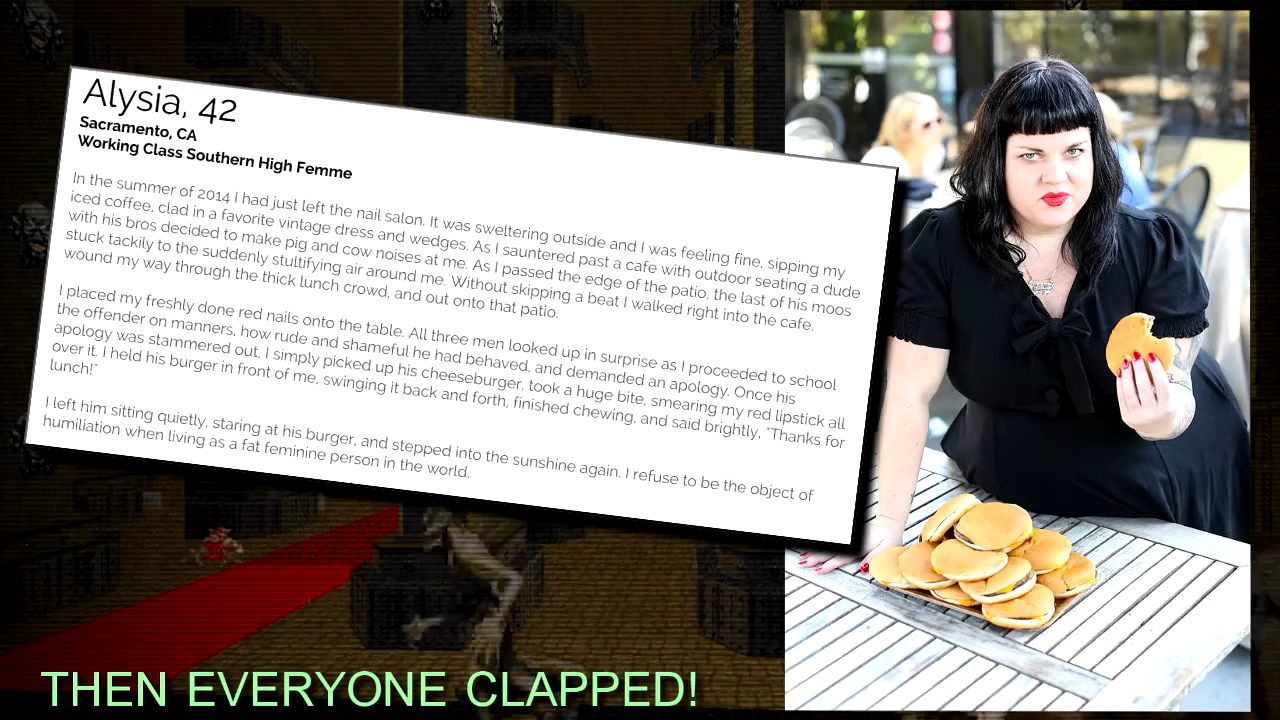 Alysia, 42
Sacramento, CA
Working Class Southern High Femme
In the summer of 2014 I had just left the nail salon. It was sweltering outside and I was feeling fine, sipping my
iced coffee, clad in a favorite vintage dress and wedges. As I sauntered past a cafe with outdoor seating a dude
with his bros decided to make pig and cow noises at me. As I passed the edge of the patio, the last of his moos
stuck tackily to the suddenly stultifying air around me. Without skipping a beat I walked right into the cafe,
wound my way through the thick lunch crowd, and out onto that patio.
I placed my freshly done red nails onto the table. All three men looked up in surprise as I proceeded to school
the offender on manners, how rude and shameful he had behaved, and demanded an apology. Once his
apology was stammered out, I simply picked up his cheeseburger, took a huge bite, smearing my red lipstick all
over it. I held his burger in front of me, swinging it back and forth, finished chewing, and said brightly, "Thanks for
lunch!"
I left him sitting quietly, staring at his burger, and stepped into the sunshine again. I refuse to be the object of
humiliation when living as a fat feminine person in the world.
THEN EVERYONE CLAPPED!